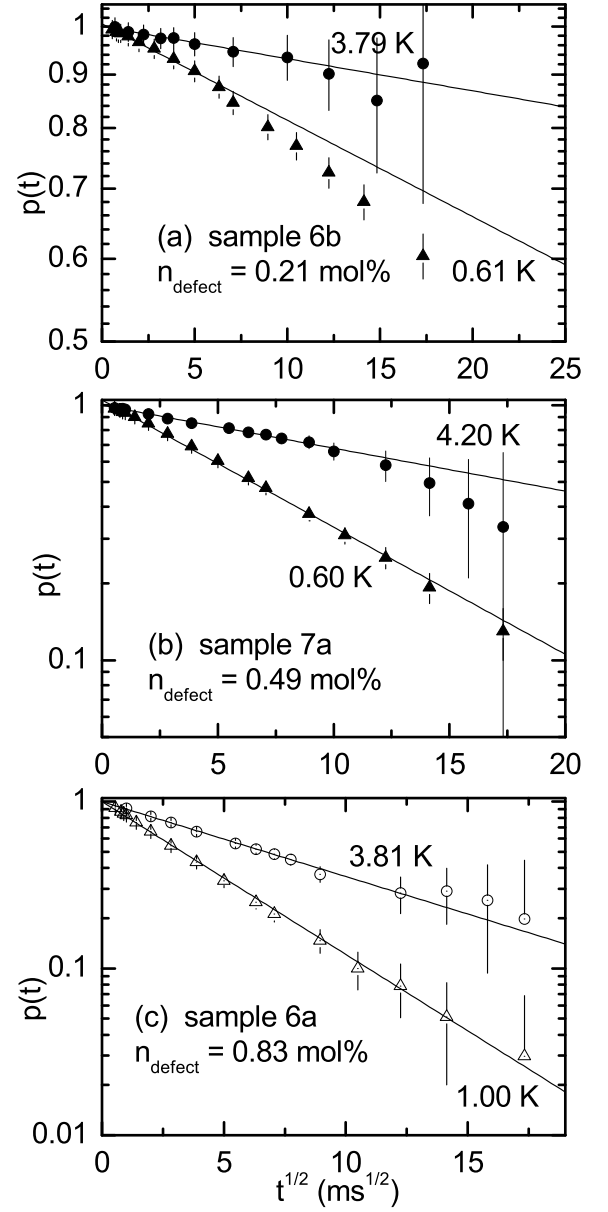 1
0.9
0.8
0.7
0.6
0.5
p(t)
3.79 K
(a) sample 6b
n_defect = 0.21 mol%
0.61 K
0 5 10 15 20 25
1
0.1
p(t)
4.20 K
0.60 K
(b) sample 7a
n_defect = 0.49 mol%
0 5 10 15 20
1
0.1
0.01
p(t)
3.81 K
(c) sample 6a
n_defect = 0.83 mol%
1.00 K
0 5 10 15
t^1/2 (ms^1/2)